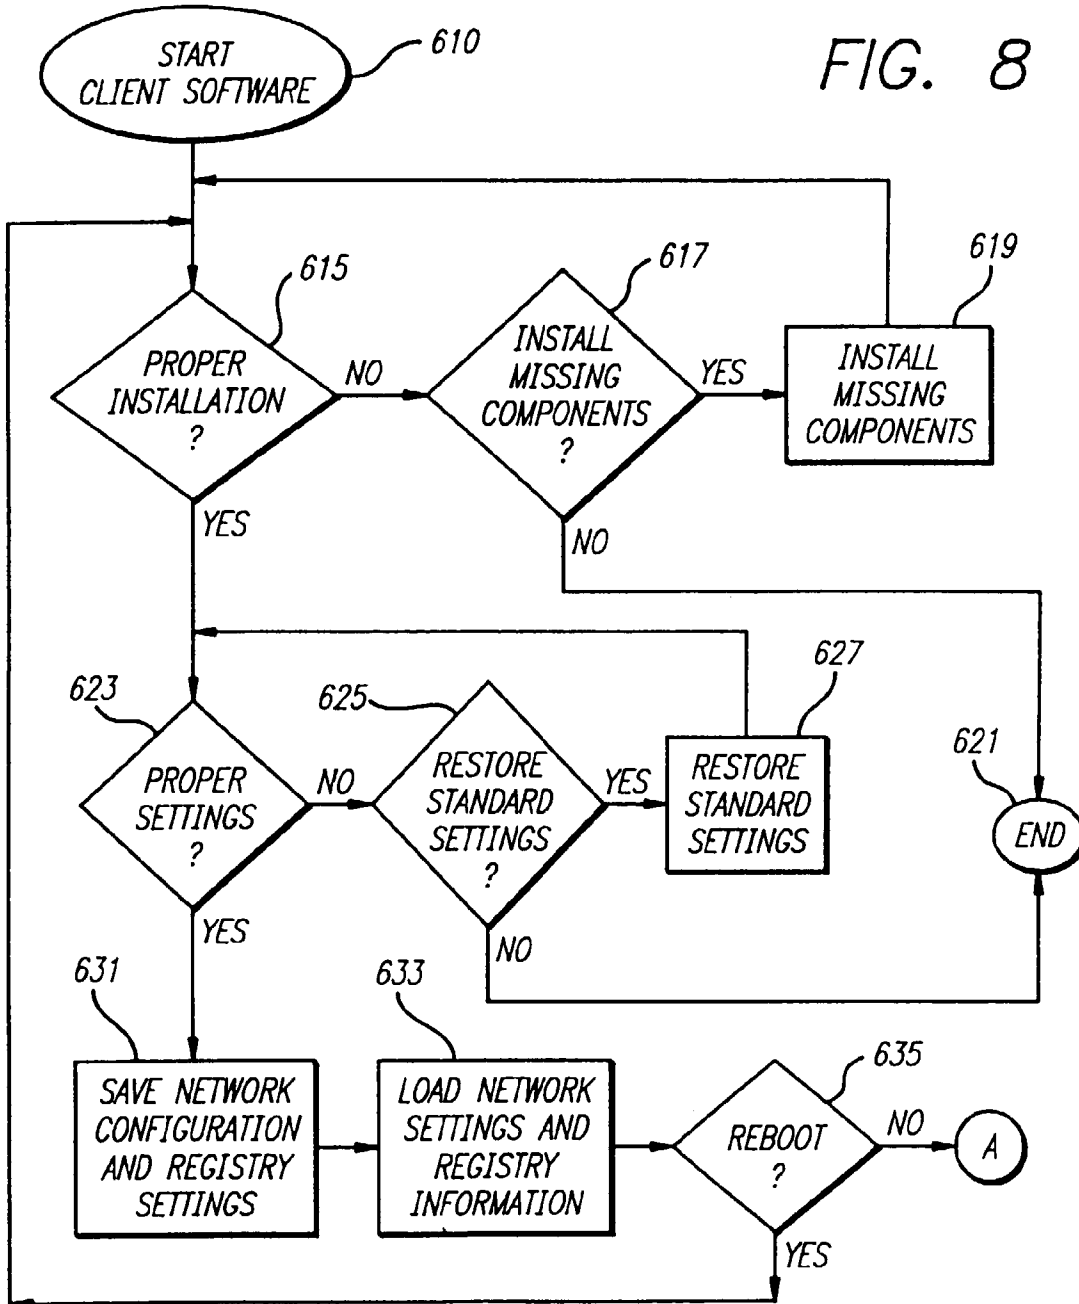 FIG. 8
START
CLIENT SOFTWARE
610
PROPER
INSTALLATION
?
615
NO
YES
INSTALL
MISSING
COMPONENTS
?
617
YES
NO
INSTALL
MISSING
COMPONENTS
619
PROPER
SETTINGS
?
623
NO
YES
RESTORE
STANDARD
SETTINGS
?
625
YES
NO
RESTORE
STANDARD
SETTINGS
627
END
621
SAVE NETWORK
CONFIGURATION
AND REGISTRY
SETTINGS
631
LOAD NETWORK
SETTINGS AND
REGISTRY
INFORMATION
633
REBOOT
?
635
NO
A
YES